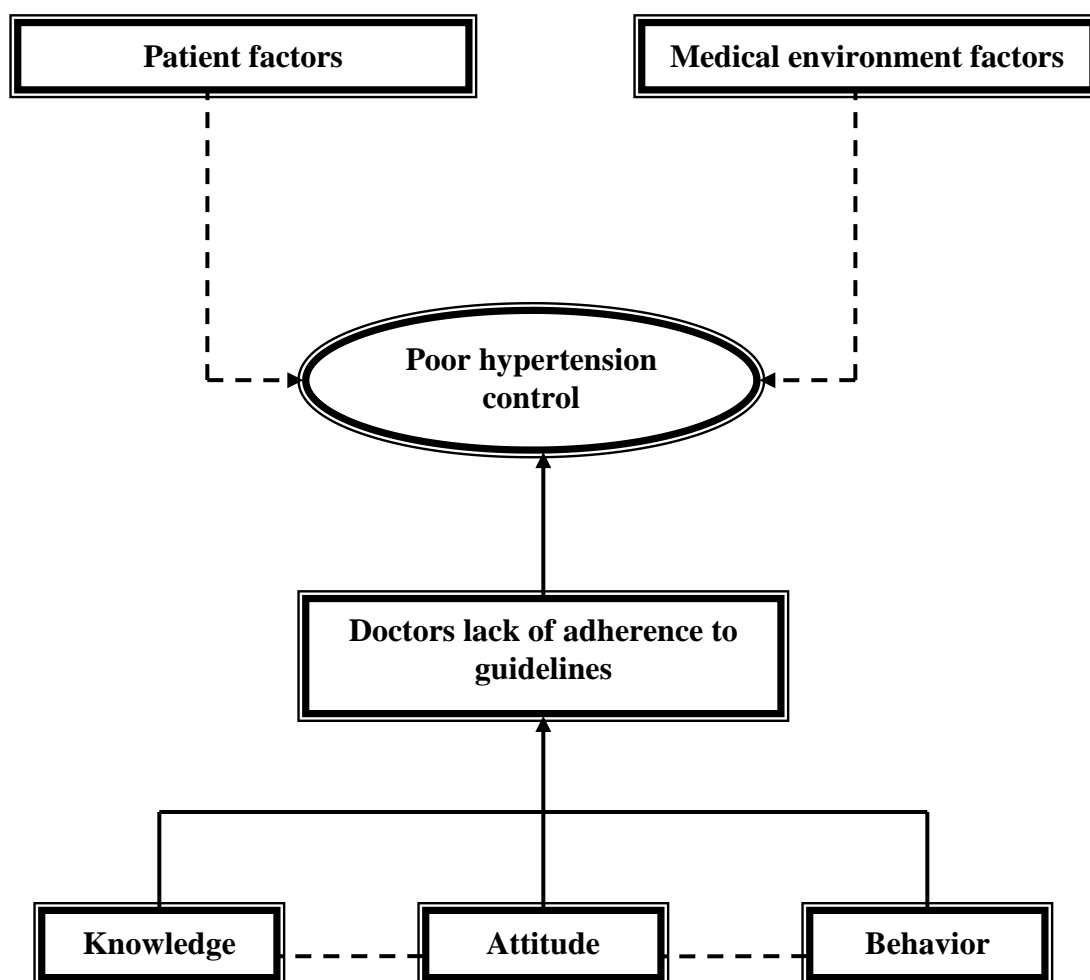 Patient factors
Medical environment factors
Poor hypertension
control
Doctors lack of adherence to
guidelines
Knowledge
Attitude
Behavior